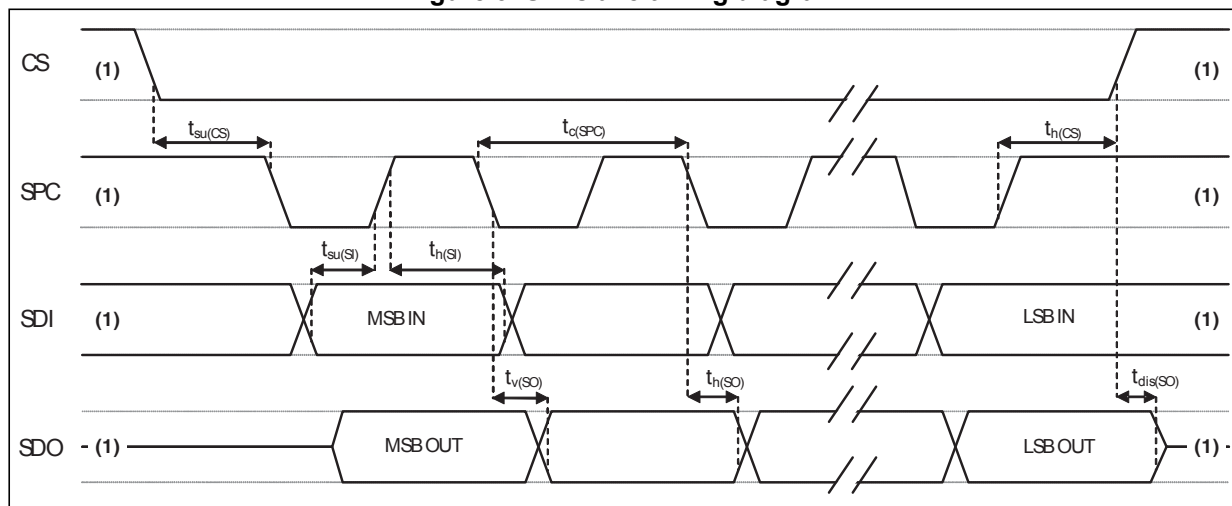 CS (1) (1)
t_su(CS) t_c(SPC) t_h(CS)
SPC (1) (1)
t_su(SI) t_h(SI)
SDI (1) MSB IN LSB IN (1)
t_v(SO) t_h(SO) t_dis(SO)
SDO (1) MSB OUT LSB OUT (1)